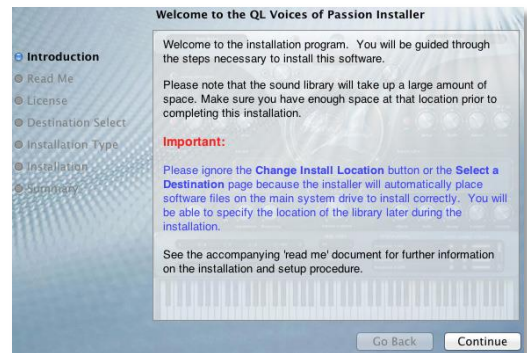 Welcome to the QL Voices of Passion Installer
Introduction
Read Me
License
Destination Select
Installation Type
Installation
Summary
Welcome to the installation program. You will be guided through
the steps necessary to install this software.
Please note that the sound library will take up a large amount of
space. Make sure you have enough space at that location prior to
completing this installation.
Important:
Please ignore the Change Install Location button or the Select a
Destination page because the installer will automatically place
software files on the main system drive to install correctly. You will
be able to specify the location of the library later during the
installation.
See the accompanying 'read me' document for further information
on the installation and setup procedure.
Go Back
Continue